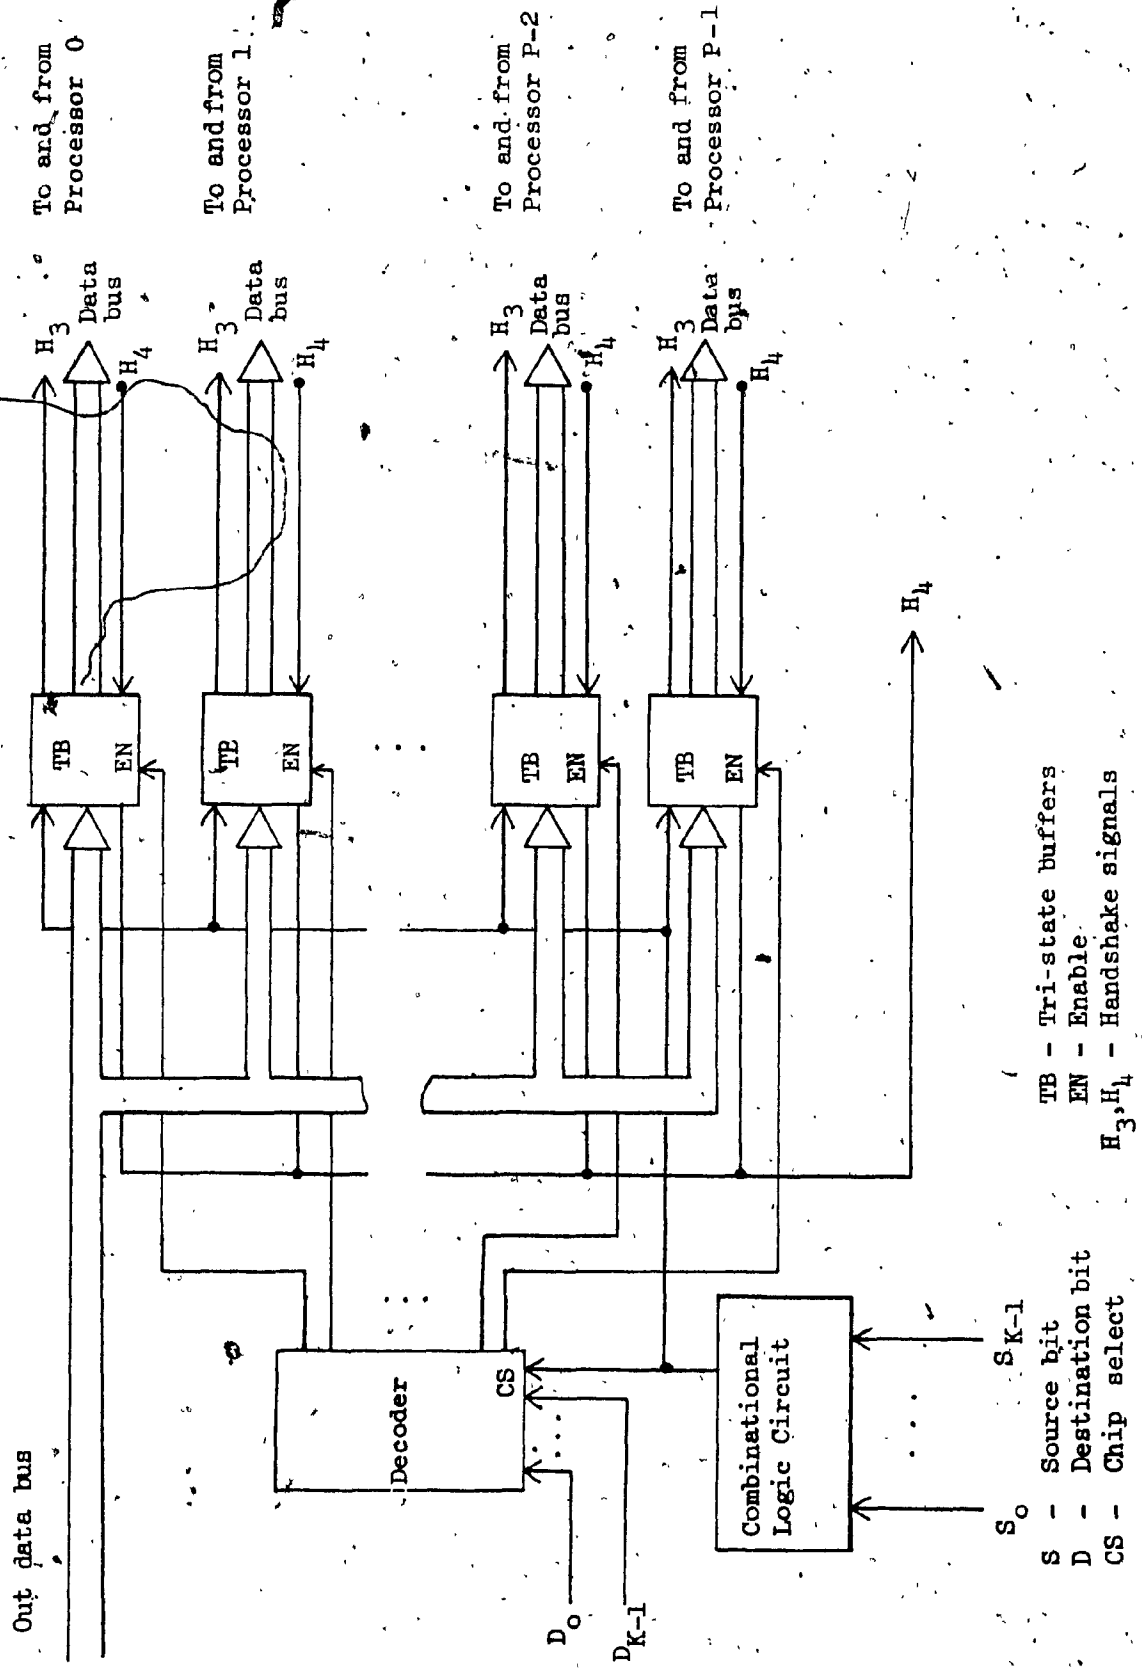 Out data bus
To and from
Processor 0
To and from
Processor 1
To and from
Processor P-2
To and from
Processor P-1
H3
Data
bus
H4
H3
Data
bus
H4
H3
Data
bus
H4
H3
Data
bus
H4
TB
EN
TB
EN
TB
EN
TB
EN
...
...
H4
Decoder
CS
....
D0
DK-1
Combinational
Logic Circuit
S0
...
SK-1
S - Source bit
D - Destination bit
CS - Chip select
TB - Tri-state buffers
EN - Enable
H3,H4 - Handshake signals